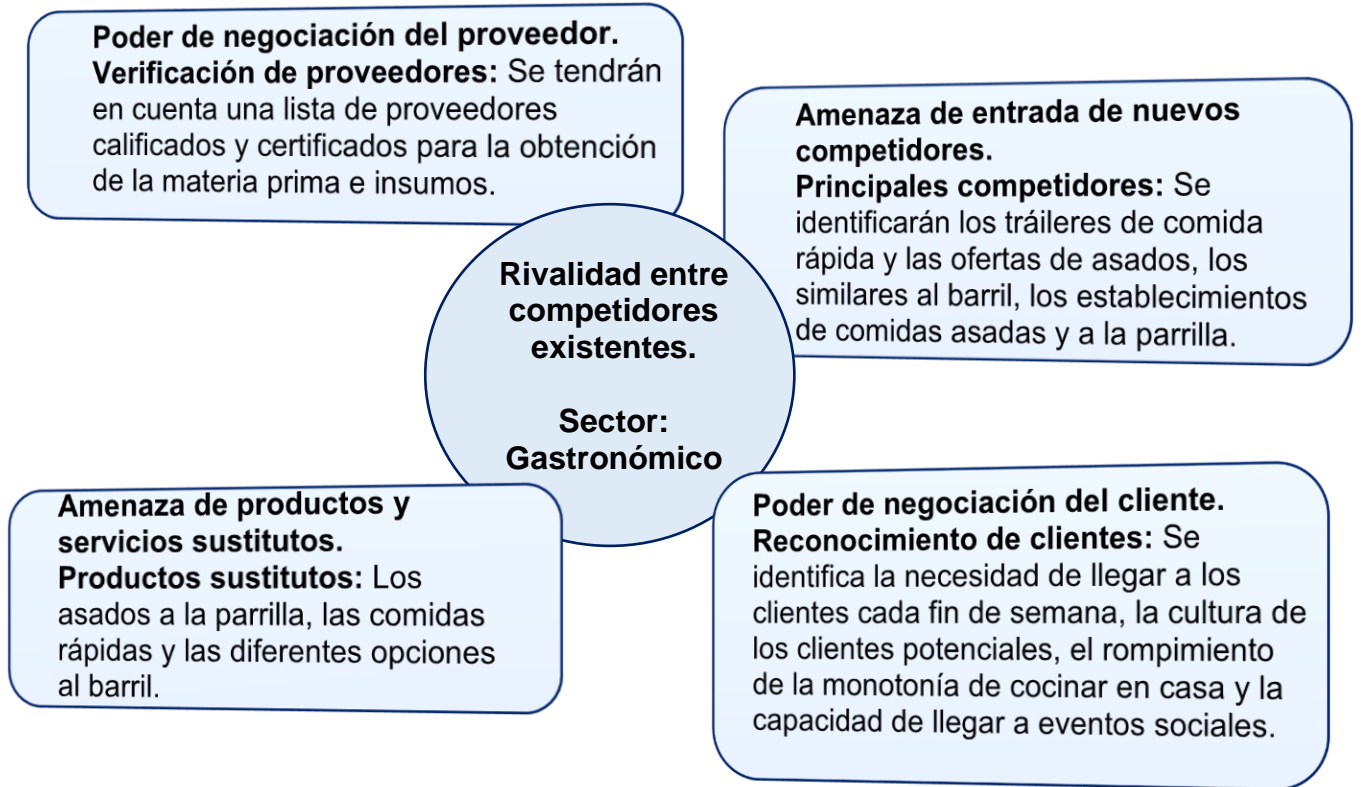 Poder de negociación del proveedor.
Verificación de proveedores: Se tendrán
en cuenta una lista de proveedores
calificados y certificados para la obtención
de la materia prima e insumos.
Amenaza de entrada de nuevos
competidores.
Principales competidores: Se
identificarán los tráileres de comida
rápida y las ofertas de asados, los
similares al barril, los establecimientos
de comidas asadas y a la parrilla.
Rivalidad entre
competidores
existentes.
Sector:
Gastronómico
Amenaza de productos y
servicios sustitutos.
Productos sustitutos: Los
asados a la parrilla, las comidas
rápidas y las diferentes opciones
al barril.
Poder de negociación del cliente.
Reconocimiento de clientes: Se
identifica la necesidad de llegar a los
clientes cada fin de semana, la cultura de
los clientes potenciales, el rompimiento
de la monotonía de cocinar en casa y la
capacidad de llegar a eventos sociales.